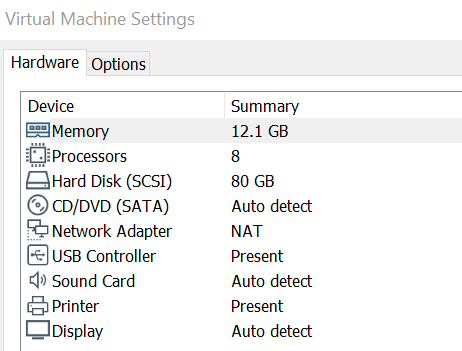 Virtual Machine Settings
Hardware Options
Device Summary
Memory 12.1 GB
Processors 8
Hard Disk (SCSI) 80 GB
CD/DVD (SATA) Auto detect
Network Adapter NAT
USB Controller Present
Sound Card Auto detect
Printer Present
Display Auto detect